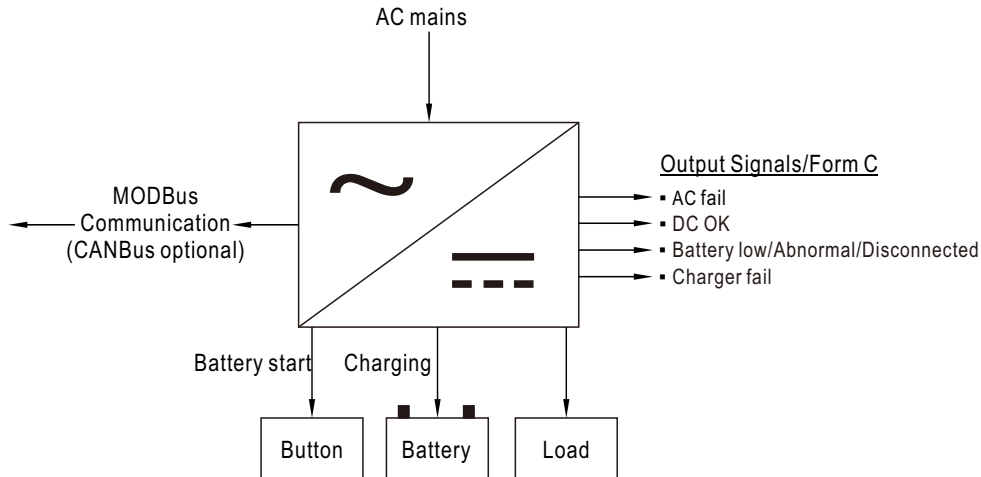 AC mains
Output Signals/Form C
▪ AC fail
▪ DC OK
▪ Battery low/Abnormal/Disconnected
▪ Charger fail
MODBus
Communication
(CANBus optional)
Battery start
Charging
Button
Battery
Load